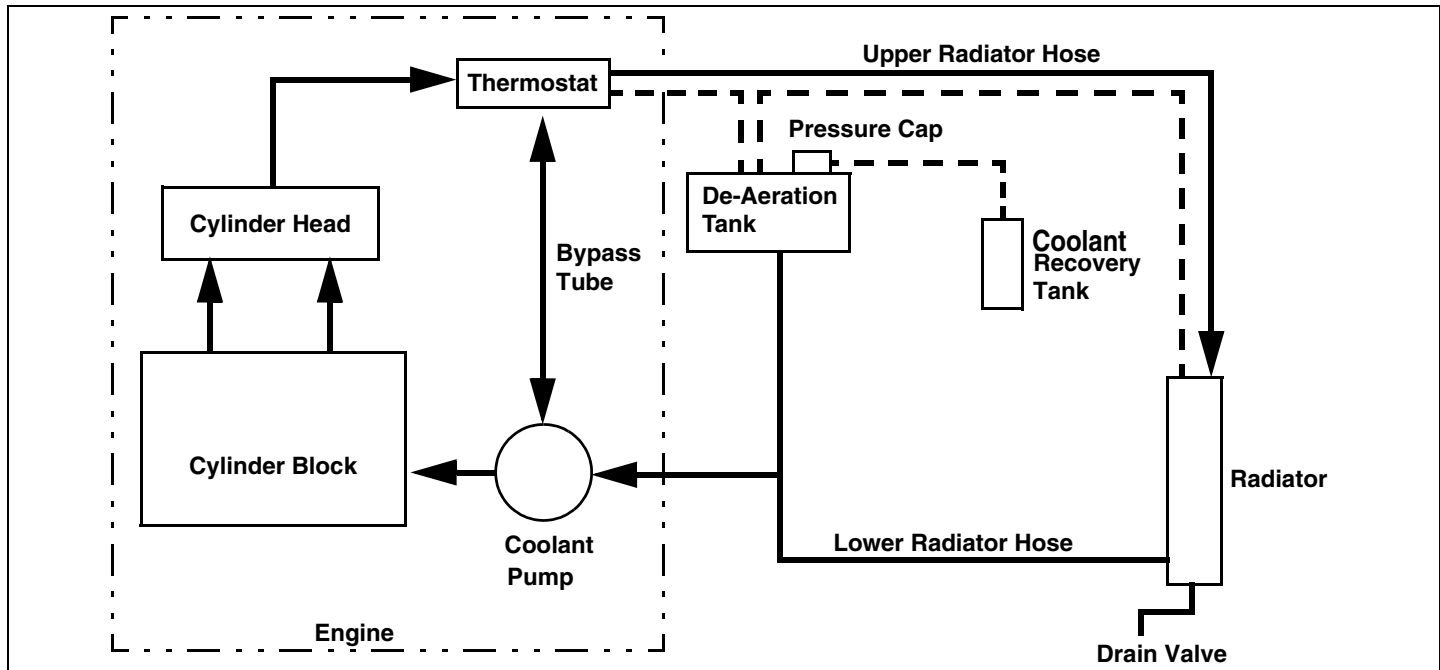 Upper Radiator Hose
Thermostat
Pressure Cap
De-Aeration
Tank
Cylinder Head
Bypass
Tube
Coolant
Recovery
Tank
Cylinder Block
Radiator
Coolant
Pump
Lower Radiator Hose
Engine
Drain Valve